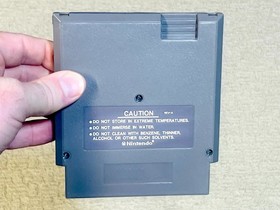 CAUTION
• DO NOT STORE IN EXTREME TEMPERATURES.
• DO NOT IMMERSE IN WATER.
• DO NOT CLEAN WITH BENZENE, THINNER,
ALCOHOL OR OTHER SUCH SOLVENTS.
Nintendo